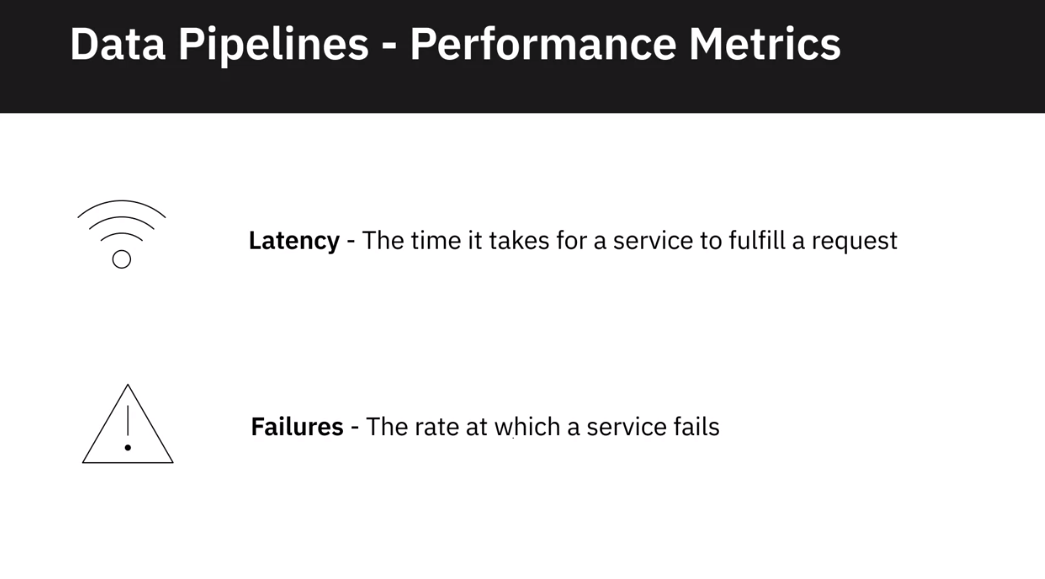 Data Pipelines - Performance Metrics
Latency - The time it takes for a service to fulfill a request
Failures - The rate at which a service fails